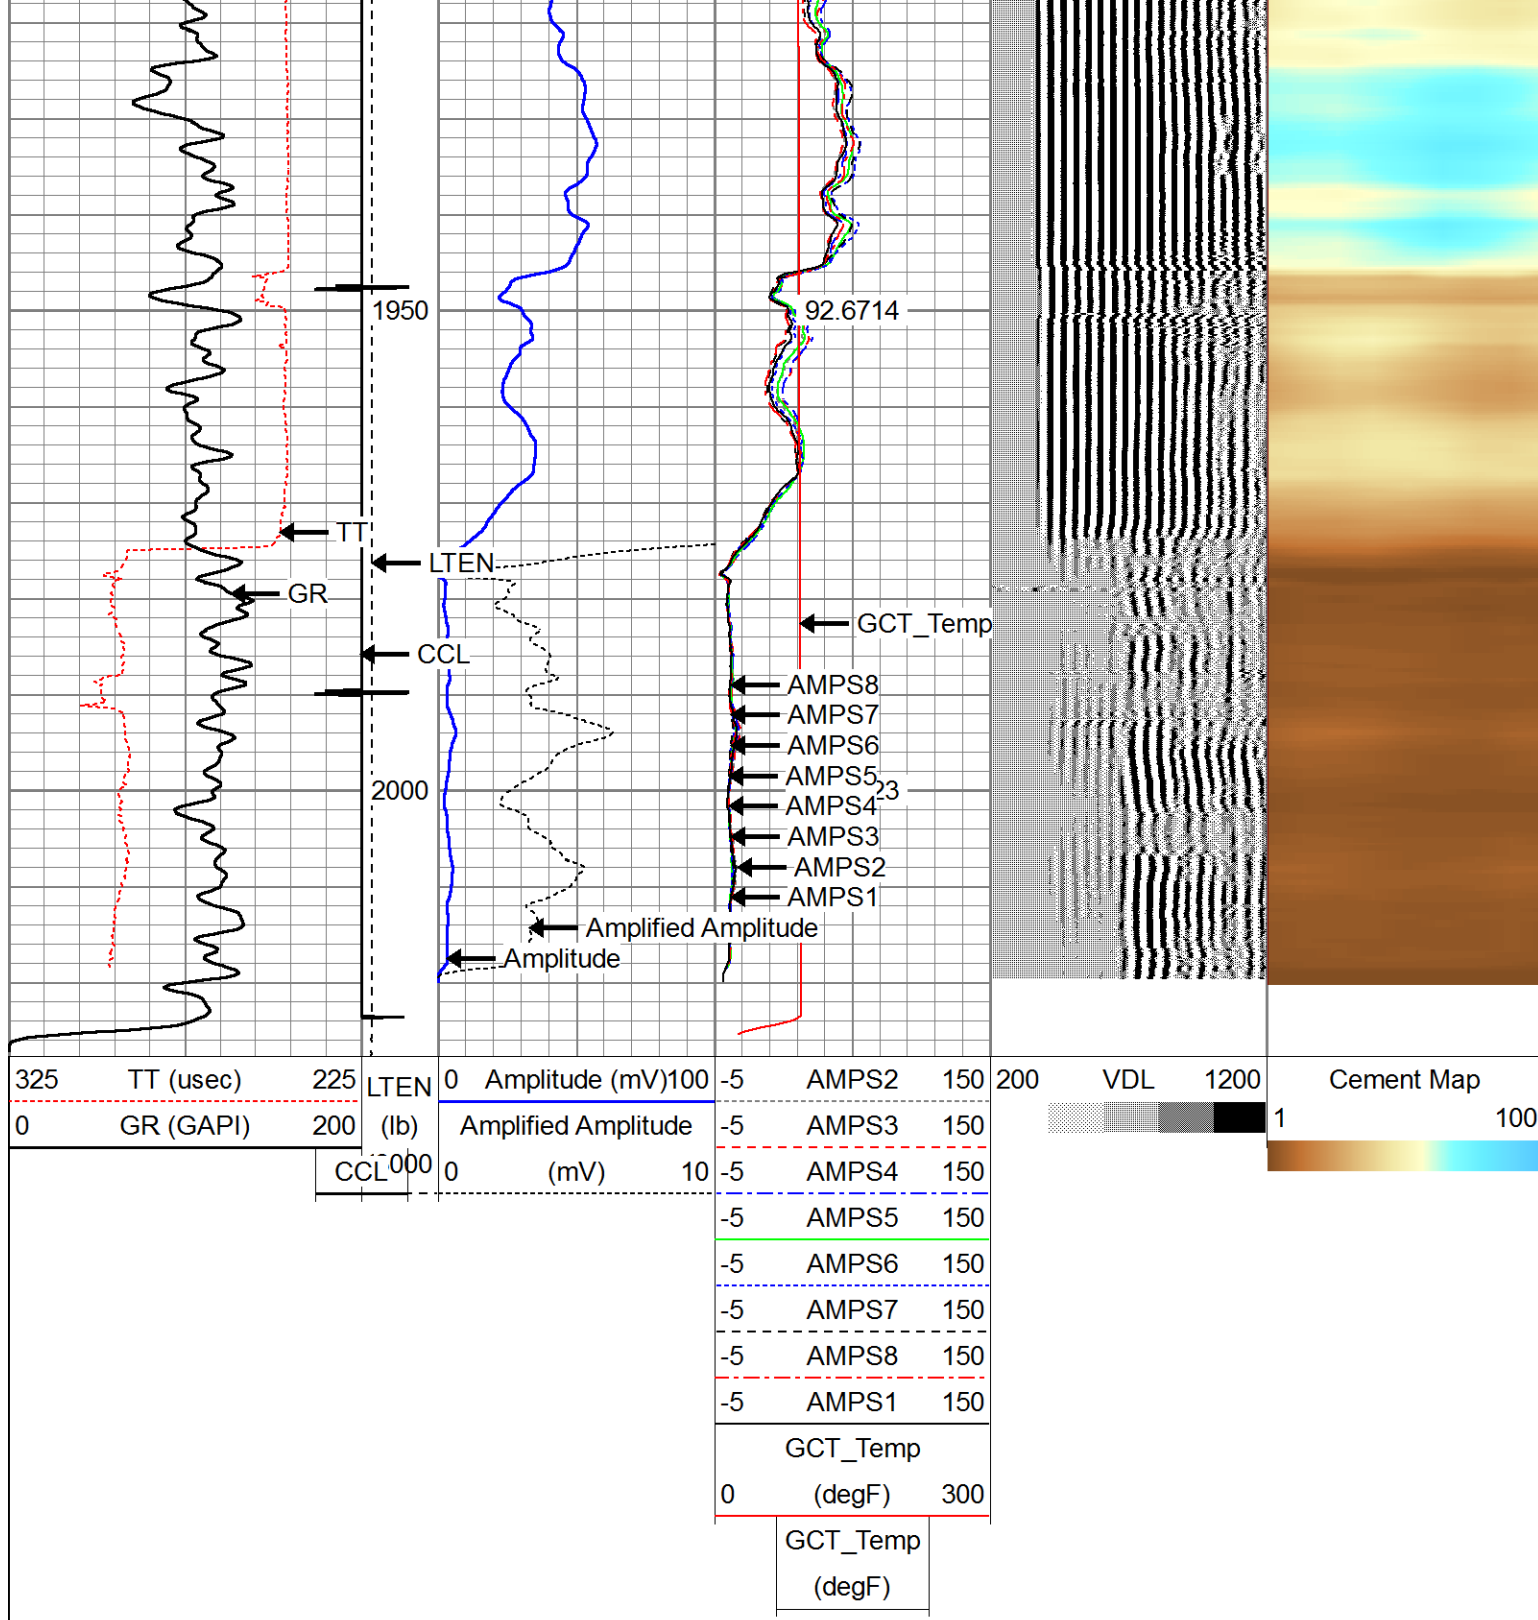 1950
92.6714
TT
LTEN
GR
GCT_Temp
CCL
AMPS8
AMPS7
AMPS6
AMPS5
2000
23
AMPS4
AMPS3
AMPS2
AMPS1
Amplified Amplitude
Amplitude
325 TT (usec) 225
0 GR (GAPI) 200
CCL
LTEN
(lb)
000
0 Amplitude (mV) 100
Amplified Amplitude
0 (mV) 10
-5 AMPS2 150
-5 AMPS3 150
-5 AMPS4 150
-5 AMPS5 150
-5 AMPS6 150
-5 AMPS7 150
-5 AMPS8 150
-5 AMPS1 150
GCT_Temp
0 (degF) 300
GCT_Temp
(degF)
200 VDL 1200
Cement Map
1 100